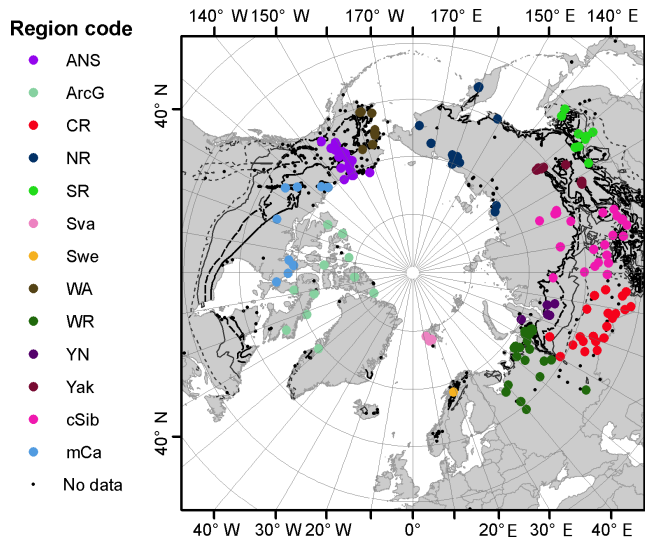 140° W 150° W 170° W 170° E 150° E 140° E
Region code
ANS
ArcG
CR
NR
SR
Sva
Swe
WA
WR
YN
Yak
cSib
mCa
No data
40° N
40° N
40° W 30° W 20° W 0° 20° E 30° E 40° E